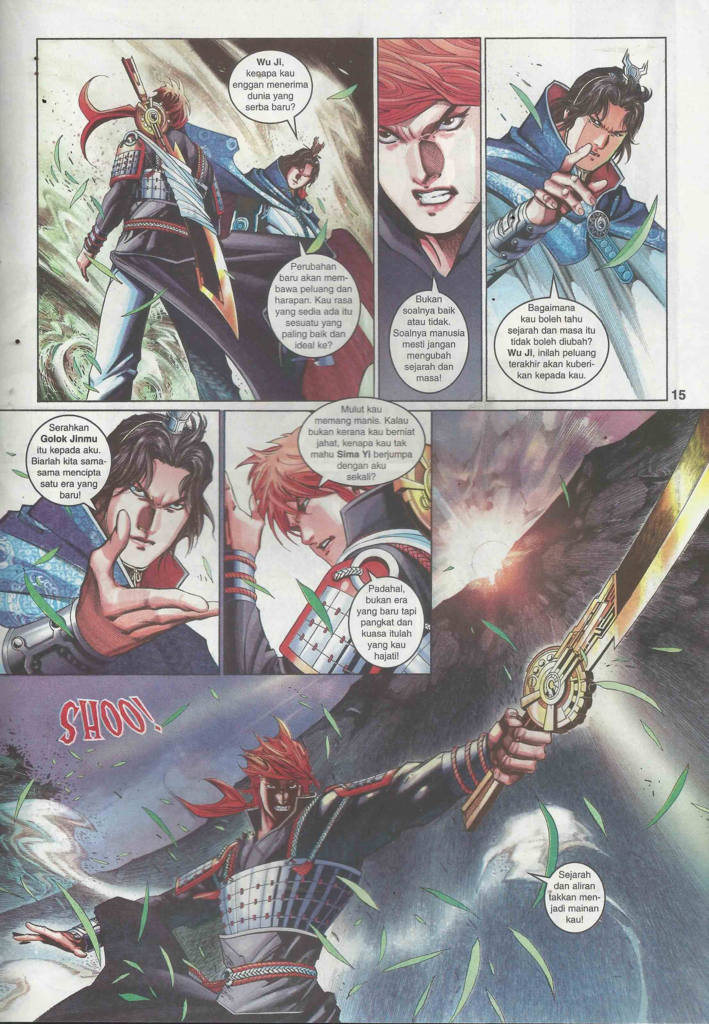 Wu Ji,
kenapa kau
enggan menerima
dunia yang
serba baru?
Perubahan
baru akan mem-
bawa peluang dan
harapan. Kau rasa
yang sedia ada itu
sesuatu yang
paling baik dan
ideal ke?
Bukan
soalnya baik
atau tidak.
Soalnya manusia
mesti jangan
mengubah
sejarah dan
masa!
Bagaimana
kau boleh tahu
sejarah dan masa itu
tidak boleh diubah?
Wu Ji, inilah peluang
terakhir akan kuberi-
kan kepada kau.
15
Serahkan
Golok Jinmu
itu kepada aku.
Biarlah kita sama-
sama mencipta
satu era yang
baru!
Mulut kau
memang manis. Kalau
bukan kerana kau berniat
jahat, kenapa kau tak
mahu Sima Yi berjumpa
dengan aku
sekali?
Padahal,
bukan era
yang baru tapi
pangkat dan
kuasa itulah
yang kau
hajati!
SHOO!
Sejarah
dan aliran
takkan men-
jadi mainan
kau!